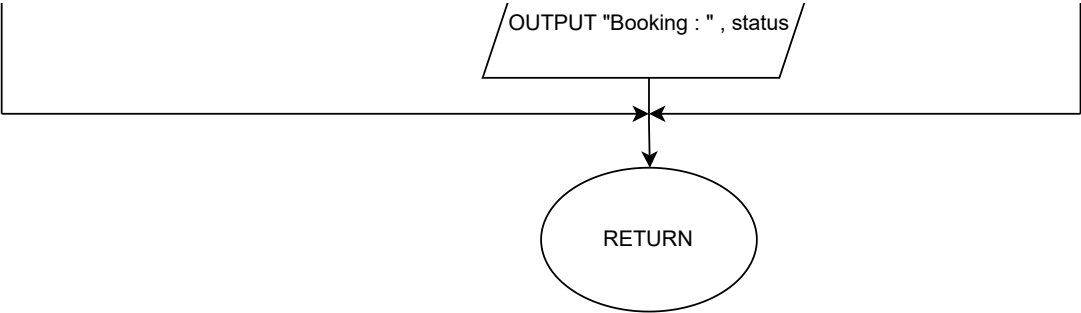 OUTPUT "Booking : " , status
RETURN